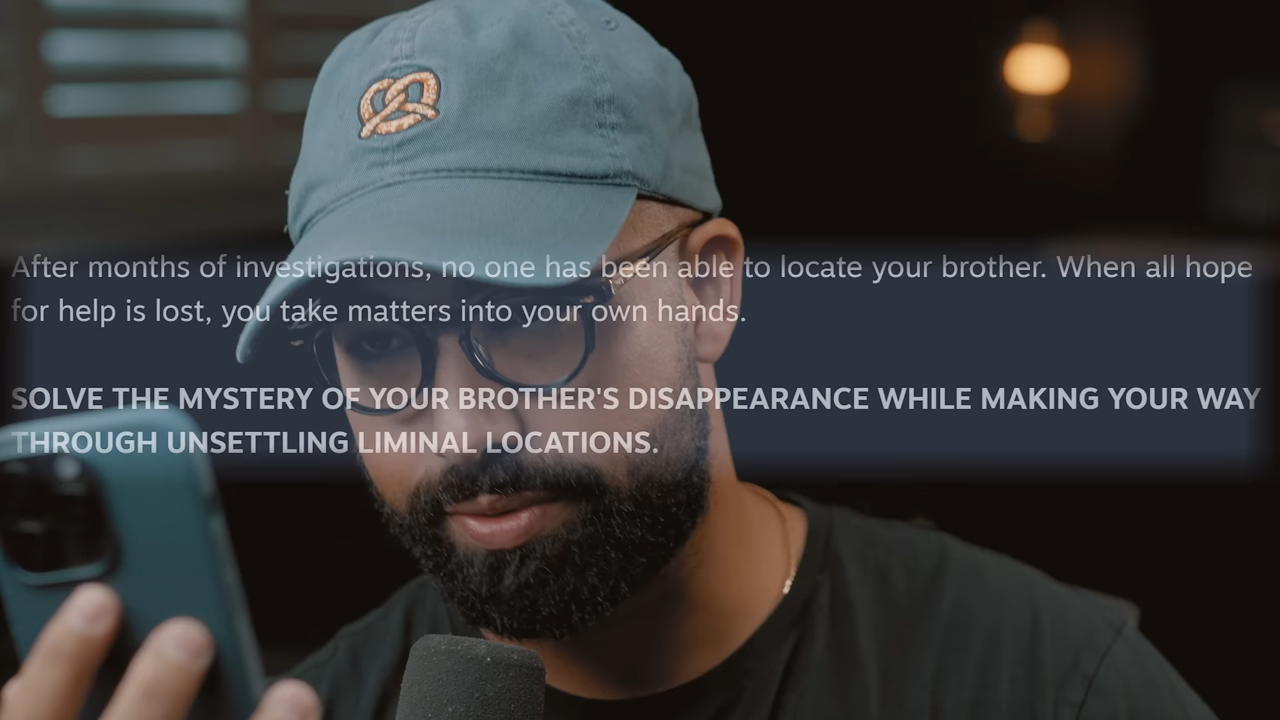 After months of investigations, no one has been able to locate your brother. When all hope
for help is lost, you take matters into your own hands.
SOLVE THE MYSTERY OF YOUR BROTHER'S DISAPPEARANCE WHILE MAKING YOUR WAY
THROUGH UNSETTLING LIMINAL LOCATIONS.